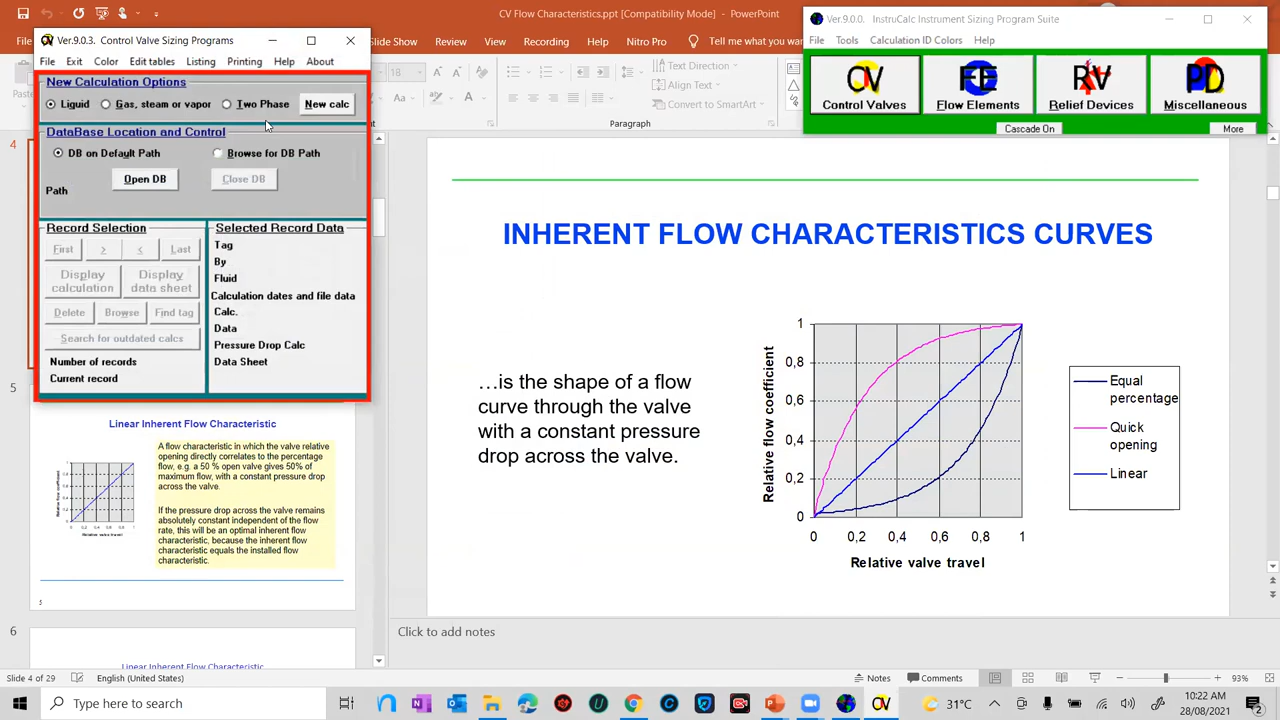 CV Flow Characteristics.ppt [Compatibility Mode] - PowerPoint
Slide Show Review View Recording Nitro Pro Tell me what you wa
18
Text Direction
Align Text
Convert to SmartArt
Paragraph
Ver.9.0.3. Control Valve Sizing Programs
File Exit Color Edit tables Listing Printing Help About
New Calculation Options
Liquid Gas, steam or vapor Two Phase New calc
DataBase Location and Control
DB on Default Path Browse for DB Path
Open DB Close DB
Path
Record Selection
First > < Last
Display calculation Display data sheet
Delete Browse Find tag
Search for outdated calcs
Number of records
Current record
Selected Record Data
Tag
By
Fluid
Calculation dates and file data
Calc.
Data
Pressure Drop Calc
Data Sheet
Ver.9.0.0. InstruCalc Instrument Sizing Program Suite
File Tools Calculation ID Colors Help
CV FE RV PD
Control Valves Flow Elements Relief Devices Miscellaneous
Cascade On More
4
5
Linear Inherent Flow Characteristic
A flow characteristic in which the valve relative
opening directly correlates to the percentage
flow, e.g. a 50 % open valve gives 50% of
maximum flow, with a constant pressure drop
across the valve.
If the pressure drop across the valve remains
absolutely constant independent of the flow
rate, this will be an optimal inherent flow
characteristic, because the inherent flow
characteristic equals the installed flow
characteristic.
Relative flow coefficient
Relative valve travel
5
6
Linear Inherent Flow Characteristic
INHERENT FLOW CHARACTERISTICS CURVES
…is the shape of a flow
curve through the valve
with a constant pressure
drop across the valve.
Relative flow coefficient
1
0,8
0,6
0,4
0,2
0
0 0,2 0,4 0,6 0,8 1
Relative valve travel
Equal
percentage
Quick
opening
Linear
Click to add notes
Slide 4 of 29 English (United States) Notes Comments 93%
Type here to search
31°C
10:22 AM
28/08/2021
2